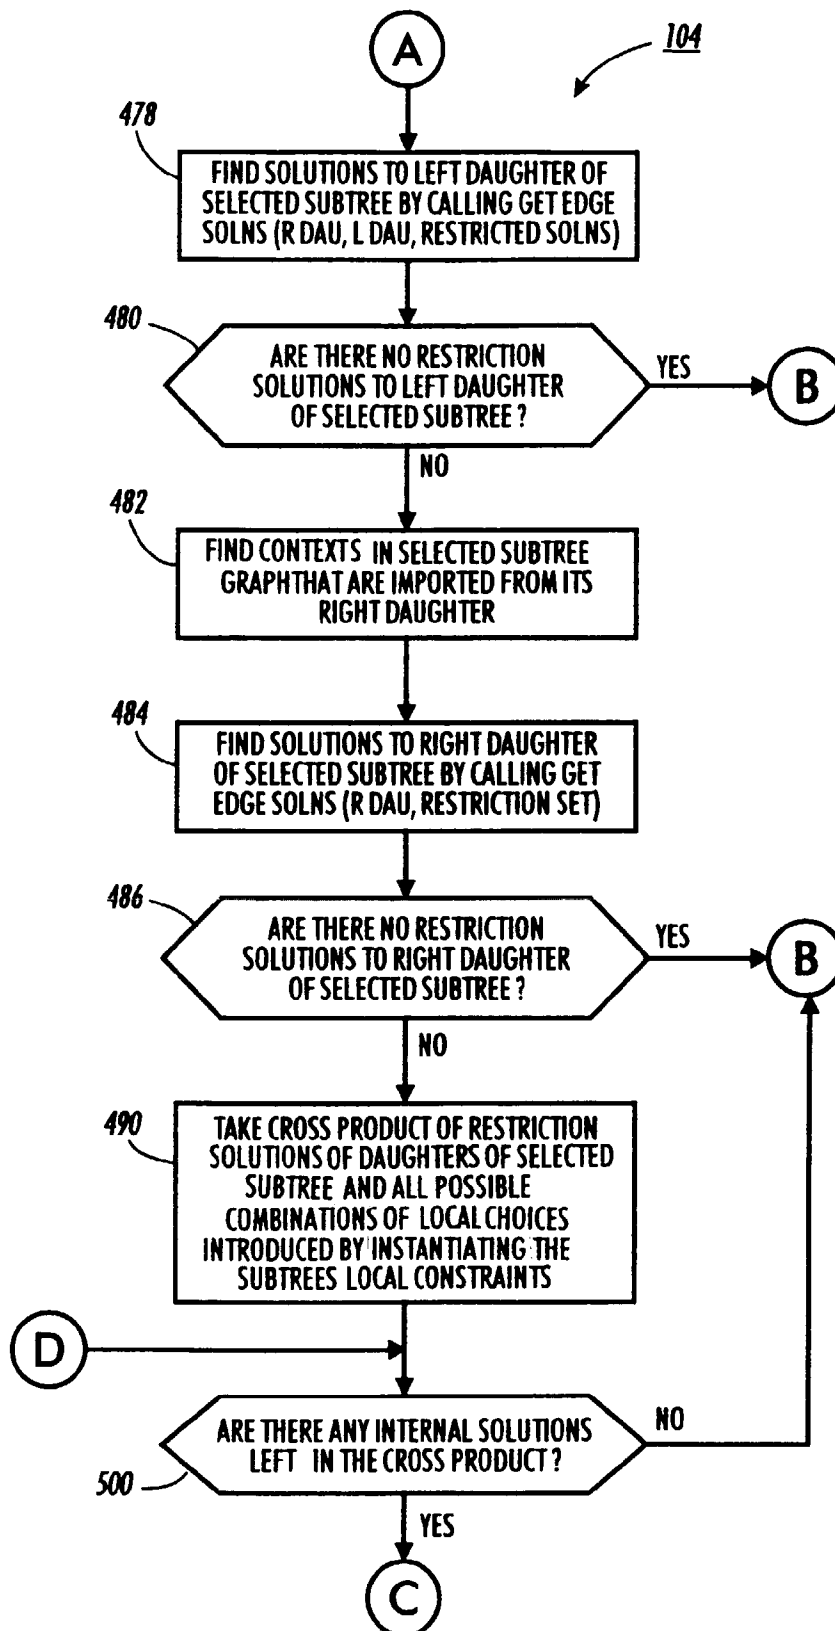 A
104
478
FIND SOLUTIONS TO LEFT DAUGHTER OF
SELECTED SUBTREE BY CALLING GET EDGE
SOLNS (R DAU, L DAU, RESTRICTED SOLNS)
480
ARE THERE NO RESTRICTION
SOLUTIONS TO LEFT DAUGHTER
OF SELECTED SUBTREE ?
YES
B
NO
482
FIND CONTEXTS IN SELECTED SUBTREE
GRAPHTHAT ARE IMPORTED FROM ITS
RIGHT DAUGHTER
484
FIND SOLUTIONS TO RIGHT DAUGHTER
OF SELECTED SUBTREE BY CALLING GET
EDGE SOLNS (R DAU, RESTRICTION SET)
486
ARE THERE NO RESTRICTION
SOLUTIONS TO RIGHT DAUGHTER
OF SELECTED SUBTREE ?
YES
B
NO
490
TAKE CROSS PRODUCT OF RESTRICTION
SOLUTIONS OF DAUGHTERS OF SELECTED
SUBTREE AND ALL POSSIBLE
COMBINATIONS OF LOCAL CHOICES
INTRODUCED BY INSTANTIATING THE
SUBTREES LOCAL CONSTRAINTS
D
ARE THERE ANY INTERNAL SOLUTIONS
LEFT IN THE CROSS PRODUCT ?
NO
500
YES
C